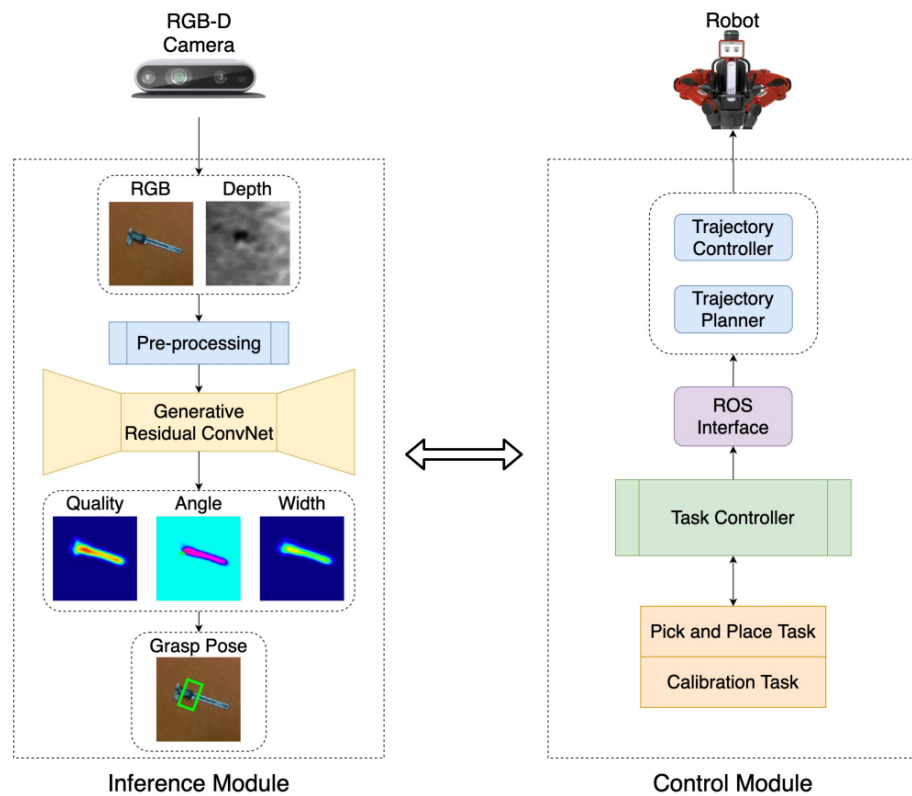 RGB-D
Camera
RGB
Depth
Pre-processing
Generative
Residual ConvNet
Quality
Angle
Width
Grasp Pose
Inference Module
Robot
Trajectory
Controller
Trajectory
Planner
ROS
Interface
Task Controller
Pick and Place Task
Calibration Task
Control Module